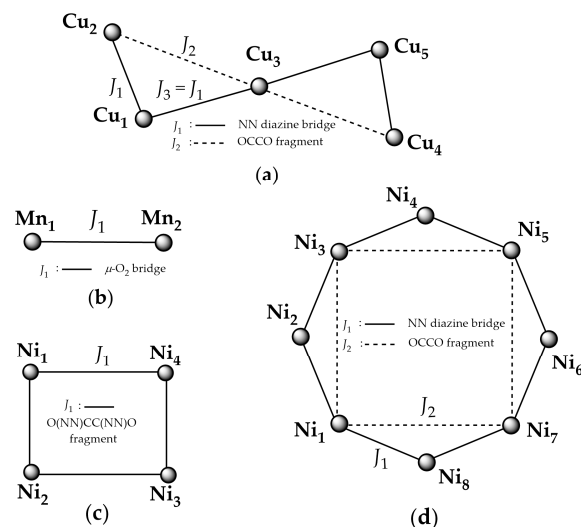 Cu₂
J₂
Cu₃
Cu₅
J₁
J₃ = J₁
Cu₁
J₁ : NN diazine bridge
J₂ : OCCO fragment
Cu₄
(a)
Mn₁ J₁ Mn₂
J₁ : μ-O₂ bridge
(b)
Ni₁ J₁ Ni₄
J₁ :
O(NN)CC(NN)O
fragment
Ni₂ Ni₃
(c)
Ni₄
Ni₃ Ni₅
Ni₂
J₁ : NN diazine bridge
J₂ : OCCO fragment
Ni₆
J₂
Ni₁ Ni₇
J₁
Ni₈
(d)